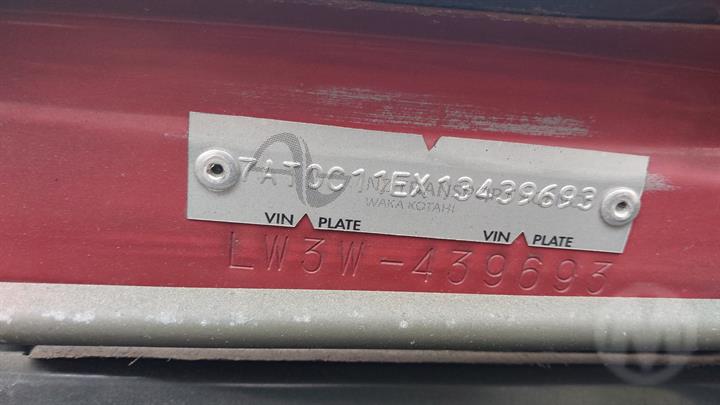 7AT0C11EX13439693
NZ TRANSPORT
WAKA KOTAHI
VIN PLATE VIN PLATE
LW3W-439693